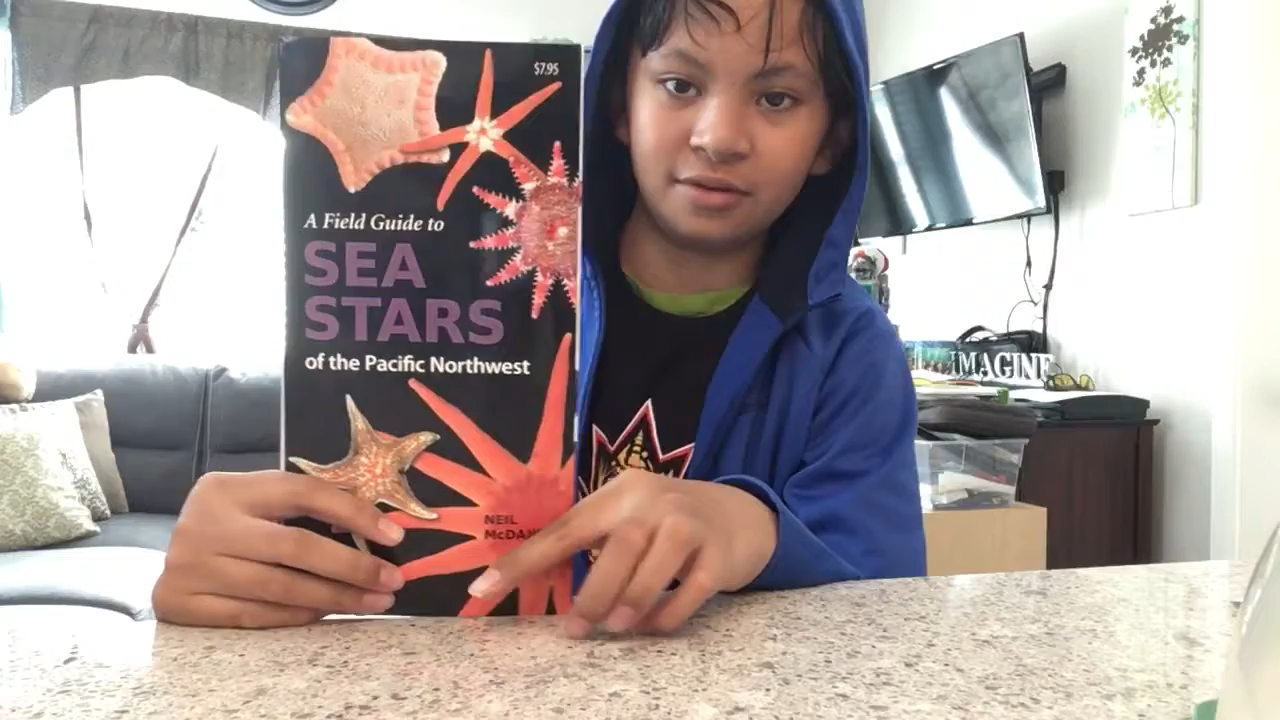 $7.95
A Field Guide to
SEA
STARS
of the Pacific Northwest
NEIL
IMAGINE